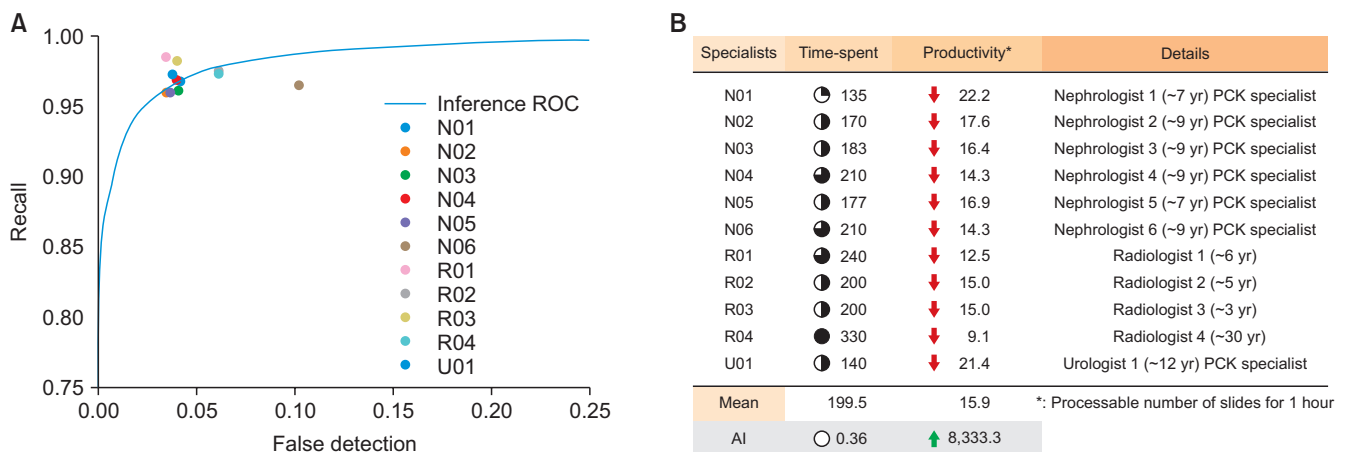 A
1.00
0.95
0.90
0.85
0.80
0.75
Recall
0.00 0.05 0.10 0.15 0.20 0.25
False detection
Inference ROC
N01
N02
N03
N04
N05
N06
R01
R02
R03
R04
U01
B
Specialists Time-spent Productivity* Details
N01 135 22.2 Nephrologist 1 (~7 yr) PCK specialist
N02 170 17.6 Nephrologist 2 (~9 yr) PCK specialist
N03 183 16.4 Nephrologist 3 (~9 yr) PCK specialist
N04 210 14.3 Nephrologist 4 (~9 yr) PCK specialist
N05 177 16.9 Nephrologist 5 (~7 yr) PCK specialist
N06 210 14.3 Nephrologist 6 (~9 yr) PCK specialist
R01 240 12.5 Radiologist 1 (~6 yr)
R02 200 15.0 Radiologist 2 (~5 yr)
R03 200 15.0 Radiologist 3 (~3 yr)
R04 330 9.1 Radiologist 4 (~30 yr)
U01 140 21.4 Urologist 1 (~12 yr) PCK specialist
Mean 199.5 15.9 *: Processable number of slides for 1 hour
AI 0.36 8,333.3